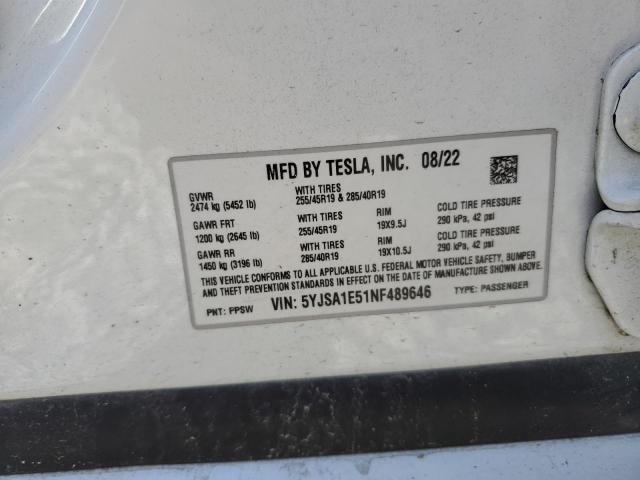 MFD BY TESLA, INC. 08/22
GVWR
2474 kg (5452 lb)
WITH TIRES
255/45R19 & 285/40R19
GAWR FRT
1200 kg (2645 lb)
WITH TIRES
255/45R19
RIM
19X9.5J
COLD TIRE PRESSURE
290 kPa, 42 psi
GAWR RR
1450 kg (3196 lb)
WITH TIRES
285/40R19
RIM
19X10.5J
COLD TIRE PRESSURE
290 kPa, 42 psi
THIS VEHICLE CONFORMS TO ALL APPLICABLE U.S. FEDERAL MOTOR VEHICLE SAFETY, BUMPER
AND THEFT PREVENTION STANDARDS IN EFFECT ON THE DATE OF MANUFACTURE SHOWN ABOVE.
PNT: PPSW VIN: 5YJSA1E51NF489646 TYPE: PASSENGER